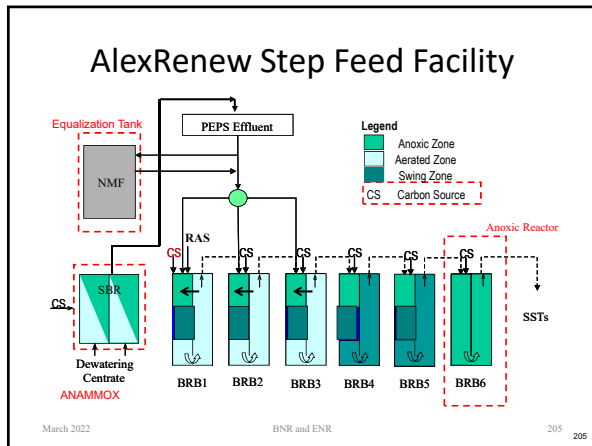 AlexRenew Step Feed Facility
Equalization Tank
PEPS Effluent
Legend
Anoxic Zone
Aerated Zone
Swing Zone
CS Carbon Source
NMF
Anoxic Reactor
RAS
CS
CS
CS
CS
CS
CS
SBR
CS
SSTs
Dewatering
Centrate
ANAMMOX
BRB1
BRB2
BRB3
BRB4
BRB5
BRB6
March 2022
BNR and ENR
205
205